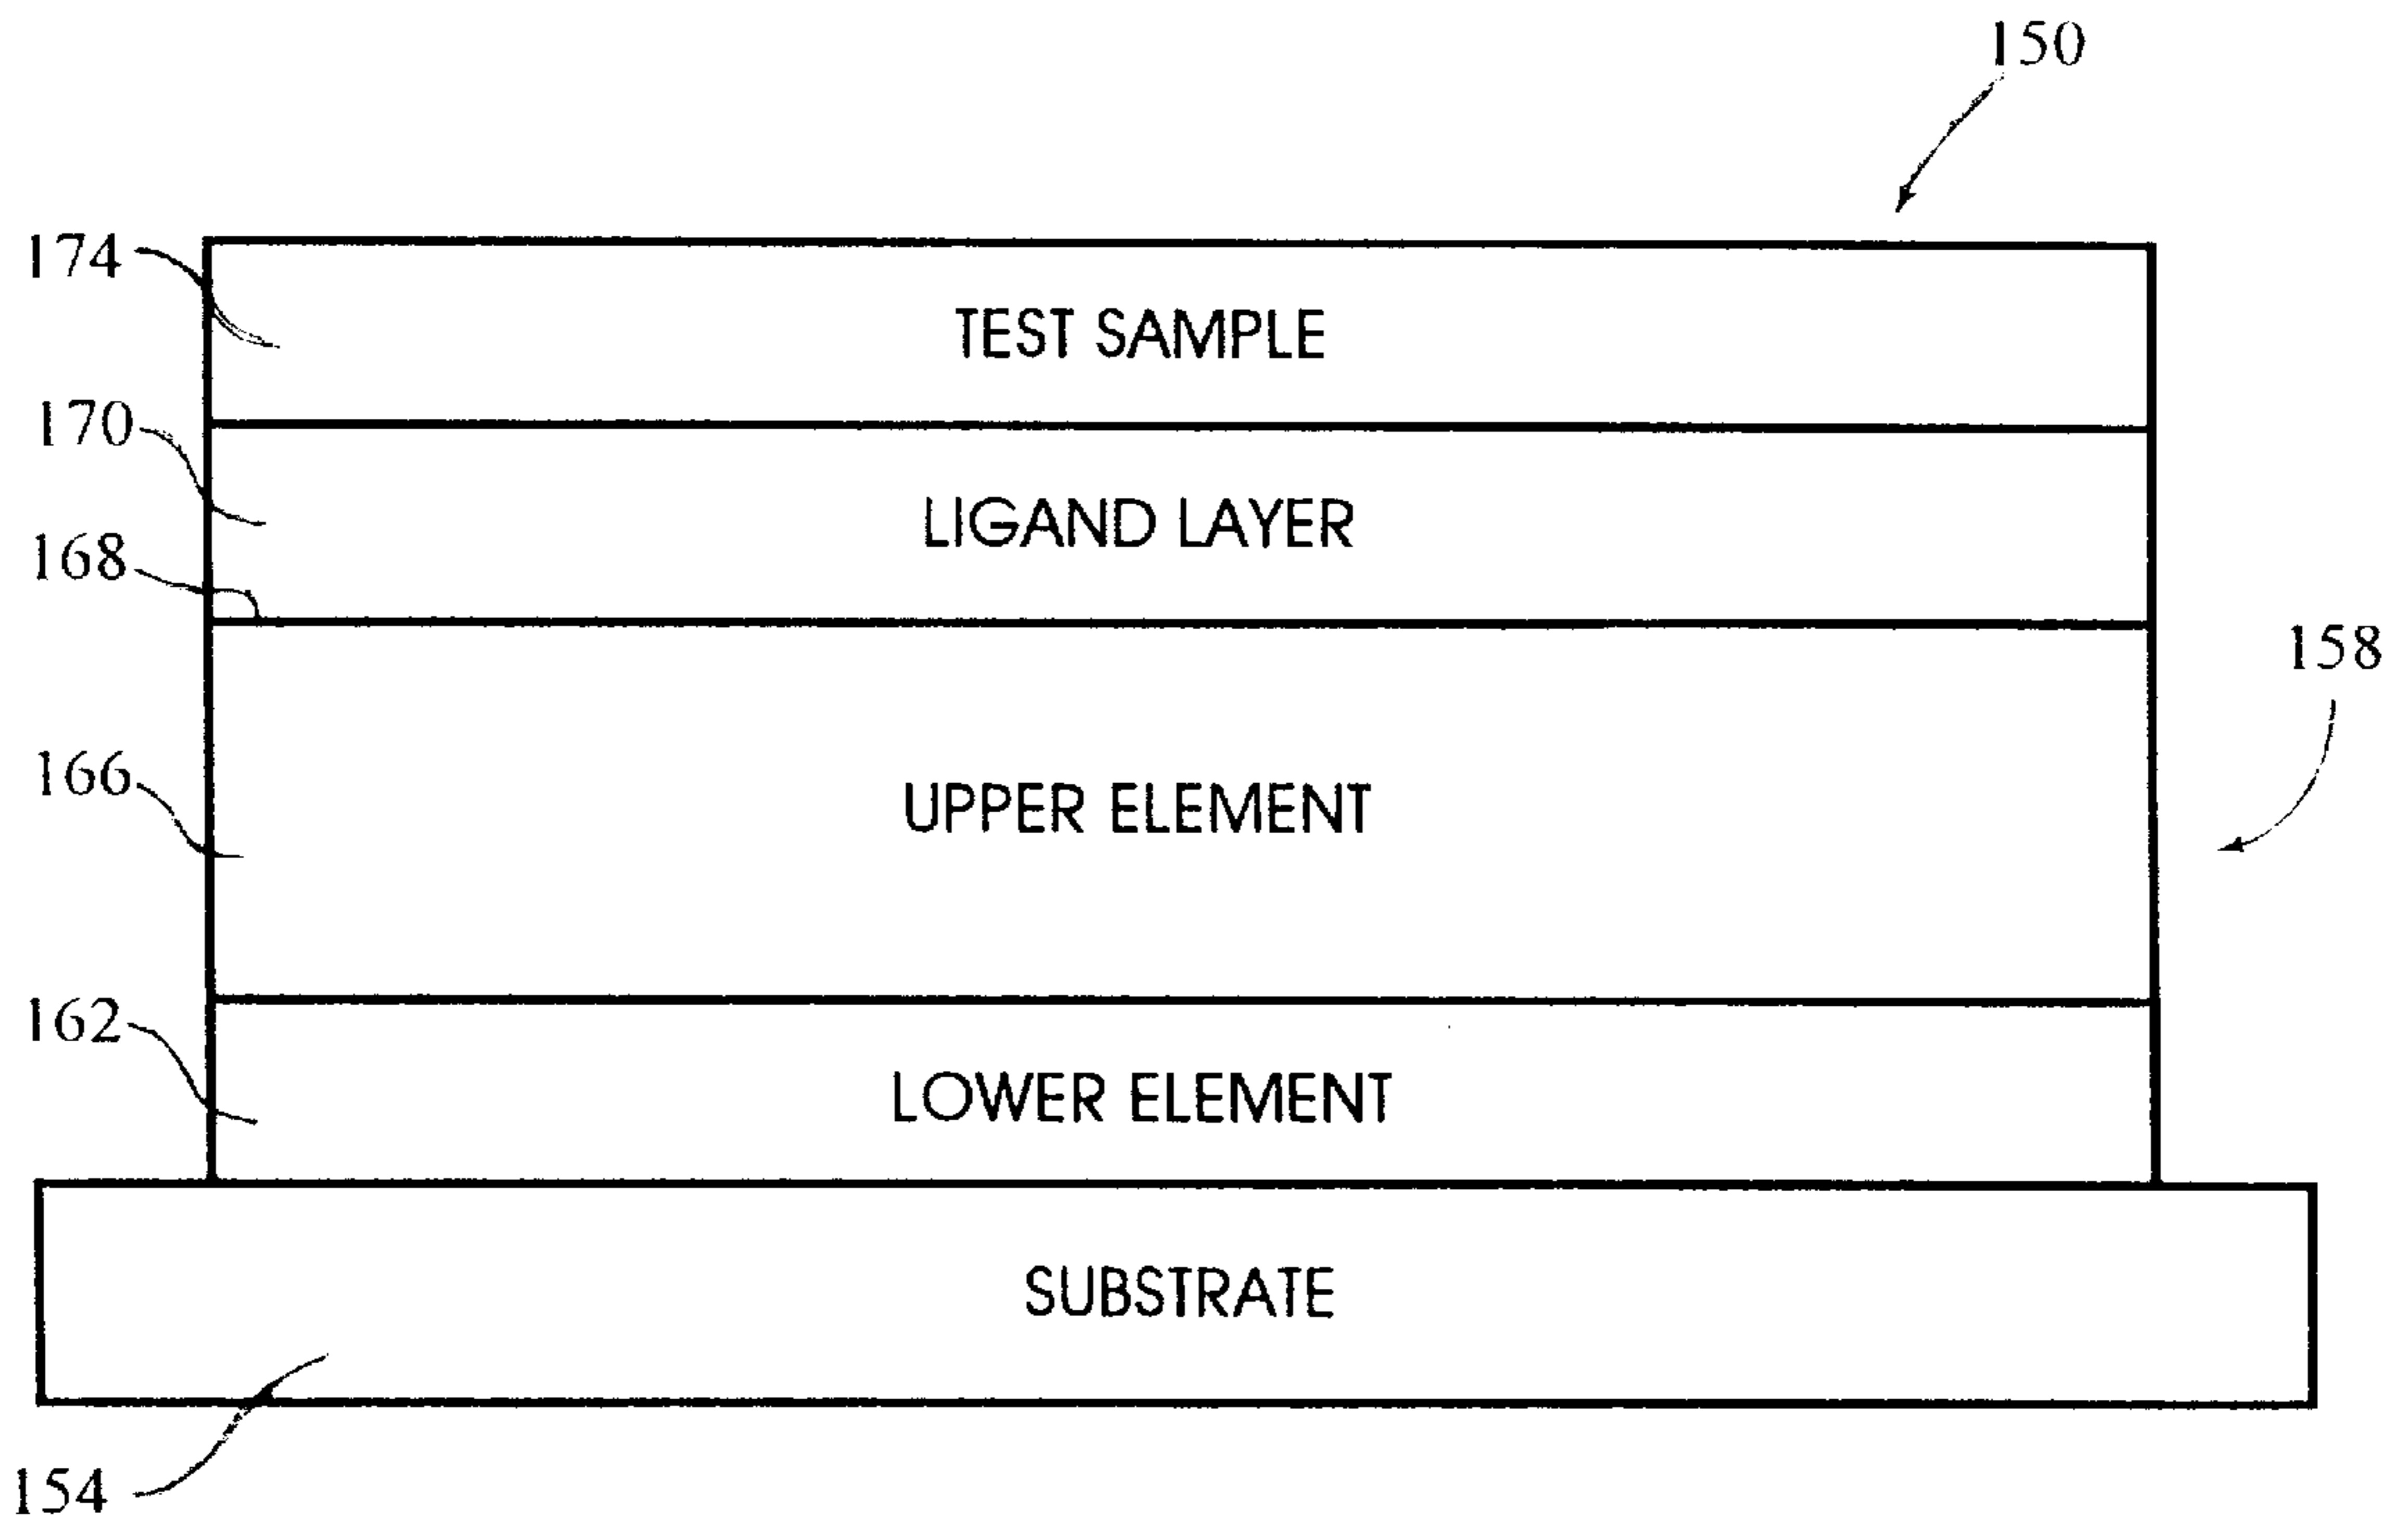 150
174
TEST SAMPLE
170
LIGAND LAYER
168
158
166
UPPER ELEMENT
162
LOWER ELEMENT
SUBSTRATE
154